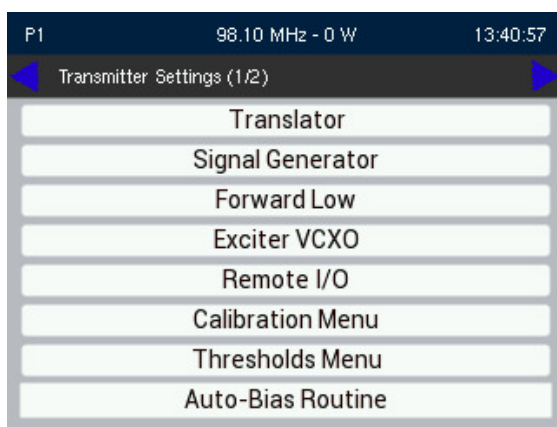 P1 98.10 MHz - 0 W 13:40:57
Transmitter Settings (1/2)
Translator
Signal Generator
Forward Low
Exciter VCXO
Remote I/O
Calibration Menu
Thresholds Menu
Auto-Bias Routine